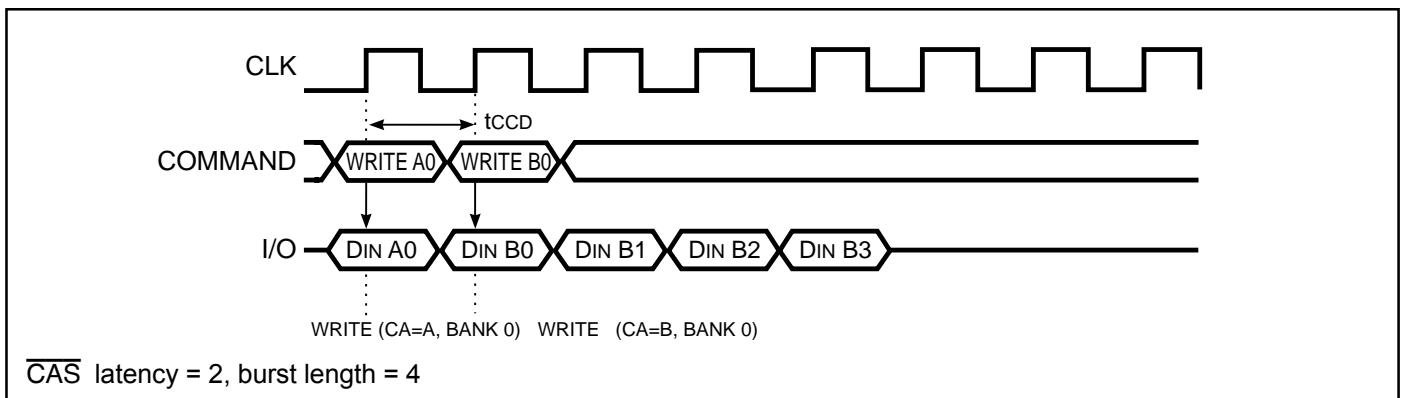 CLK
tCCD
COMMAND WRITE A0 WRITE B0
I/O DIN A0 DIN B0 DIN B1 DIN B2 DIN B3
WRITE (CA=A, BANK 0) WRITE (CA=B, BANK 0)
CAS latency = 2, burst length = 4